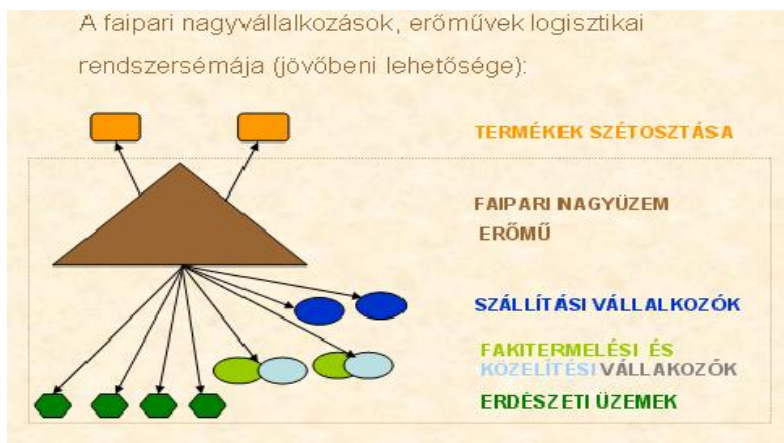 A faipari nagyvállalkozások, erőművek logisztikai
rendszersémája (jövőbeni lehetősége):
TERMÉKEK SZÉTOSZTÁSA
FAIPARI NAGYÜZEM
ERŐMŰ
SZÁLLÍTÁSI VÁLLALKOZÓK
FAKITERMELÉSI ÉS
KÖZELÍTÉSI VÁLLAKOZÓK
ERDÉSZETI ÜZEMEK